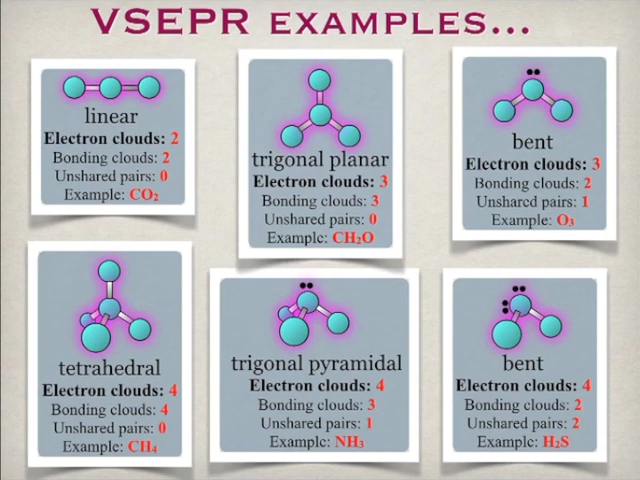 VSEPR EXAMPLES...
linear
Electron clouds: 2
Bonding clouds: 2
Unshared pairs: 0
Example: CO₂
trigonal planar
Electron clouds: 3
Bonding clouds: 3
Unshared pairs: 0
Example: CH₂O
bent
Electron clouds: 3
Bonding clouds: 2
Unshared pairs: 1
Example: O₃
tetrahedral
Electron clouds: 4
Bonding clouds: 4
Unshared pairs: 0
Example: CH₄
trigonal pyramidal
Electron clouds: 4
Bonding clouds: 3
Unshared pairs: 1
Example: NH₃
bent
Electron clouds: 4
Bonding clouds: 2
Unshared pairs: 2
Example: H₂S